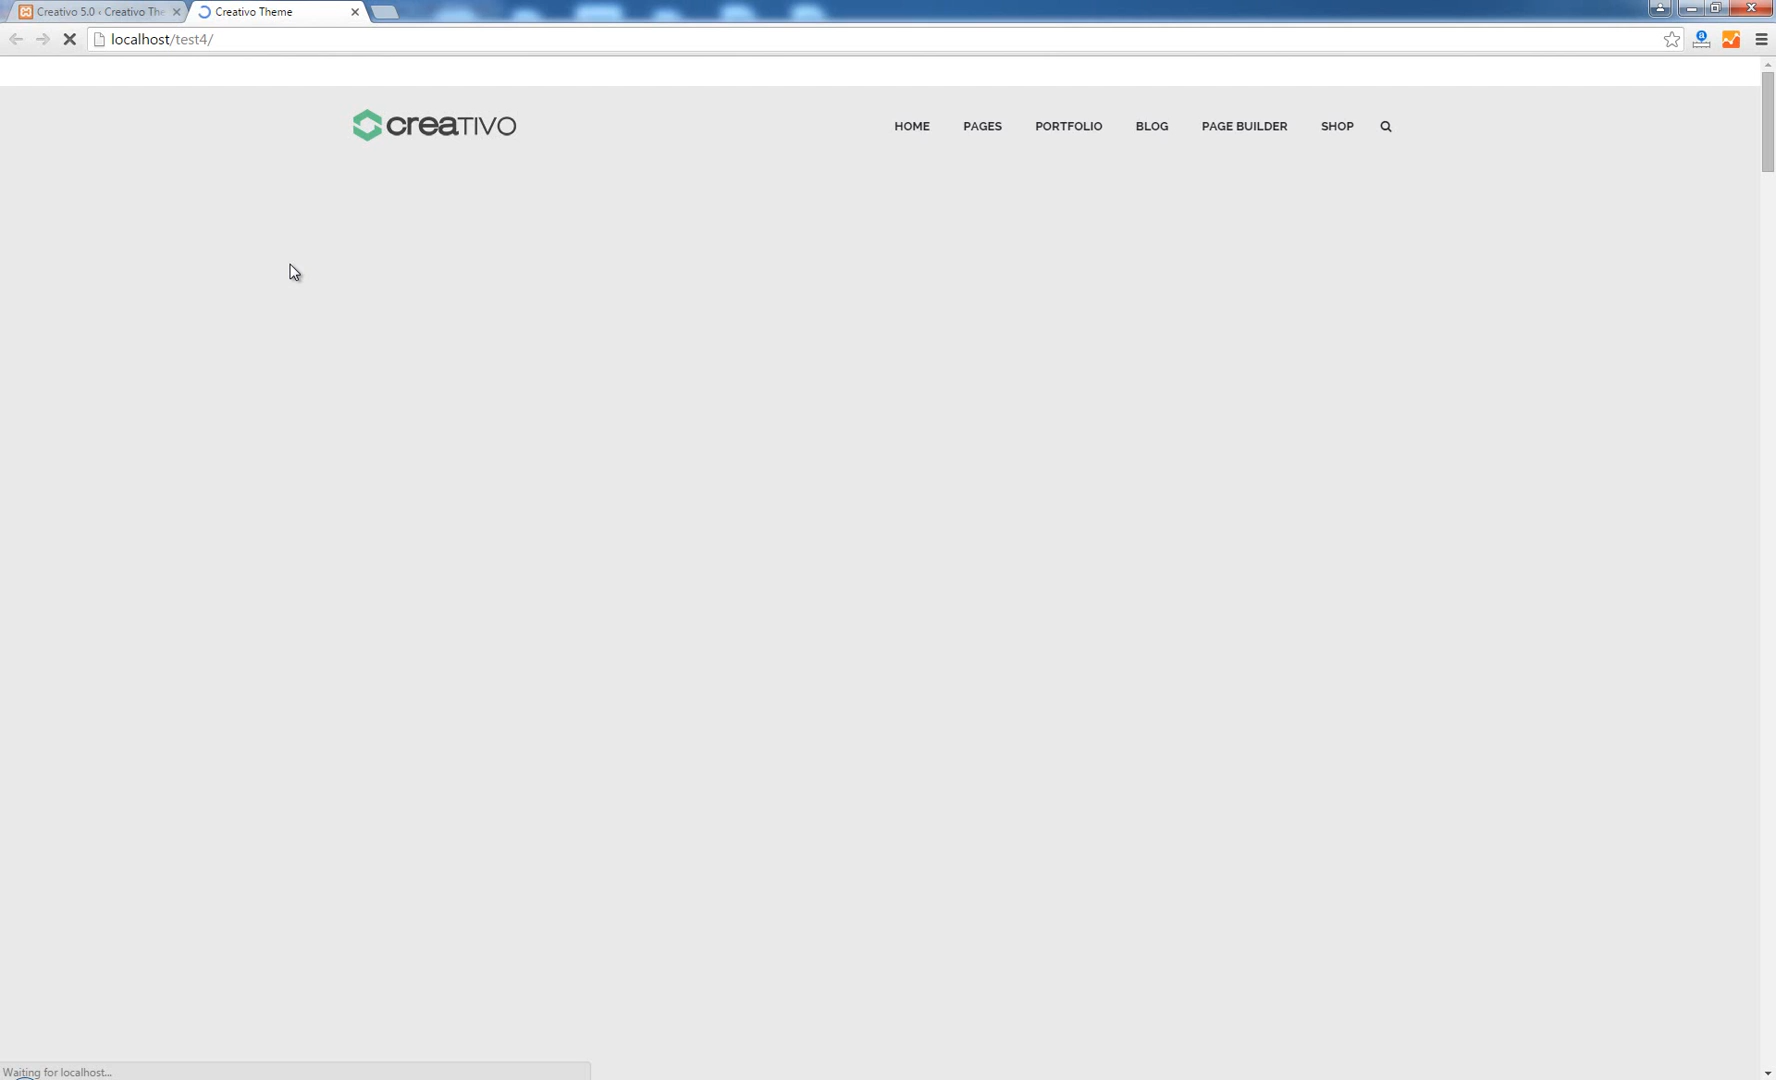 Creativo 5.0 ‹ Creativo The
Creativo Theme
localhost/test4/
creaTIVO
HOME
PAGES
PORTFOLIO
BLOG
PAGE BUILDER
SHOP
Waiting for localhost...